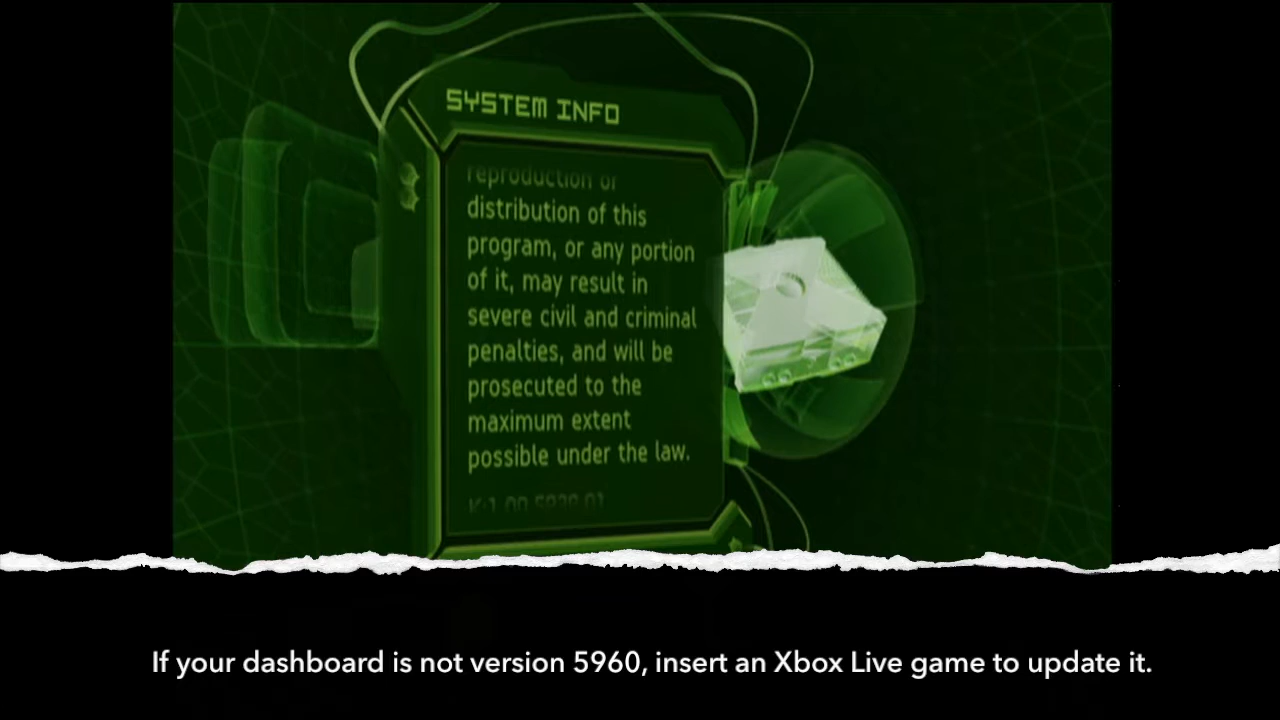 SYSTEM INFO
reproduction or
distribution of this
program, or any portion
of it, may result in
severe civil and criminal
penalties, and will be
prosecuted to the
maximum extent
possible under the law.
If your dashboard is not version 5960, insert an Xbox Live game to update it.